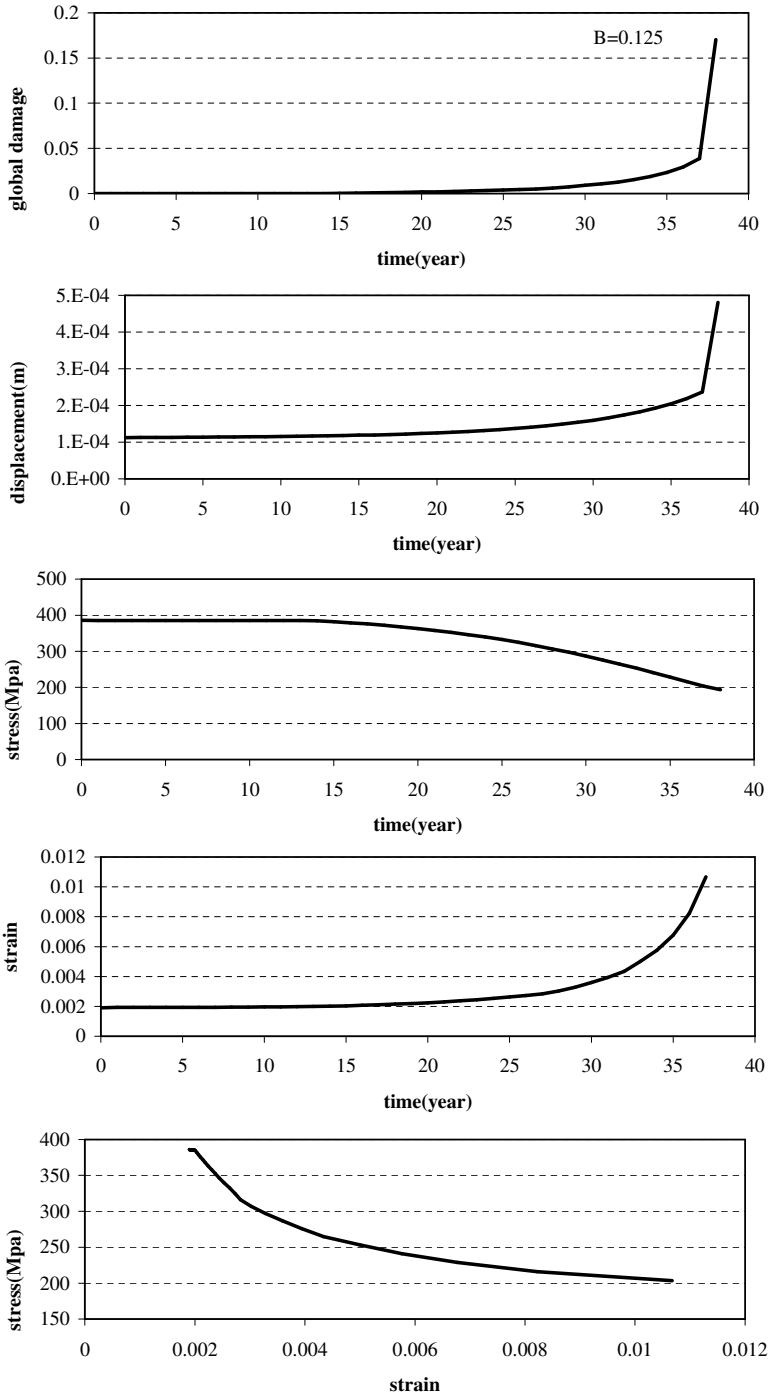 0.2
B=0.125
0.15
0.1
0.05
0
global damage
0 5 10 15 20 25 30 35 40
time(year)
5.E-04
4.E-04
3.E-04
2.E-04
1.E-04
0.E+00
displacement(m)
0 5 10 15 20 25 30 35 40
time(year)
500
400
300
200
100
0
stress(Mpa)
0 5 10 15 20 25 30 35 40
time(year)
0.012
0.01
0.008
0.006
0.004
0.002
0
strain
0 5 10 15 20 25 30 35 40
time(year)
400
350
300
250
200
150
stress(Mpa)
0 0.002 0.004 0.006 0.008 0.01 0.012
strain